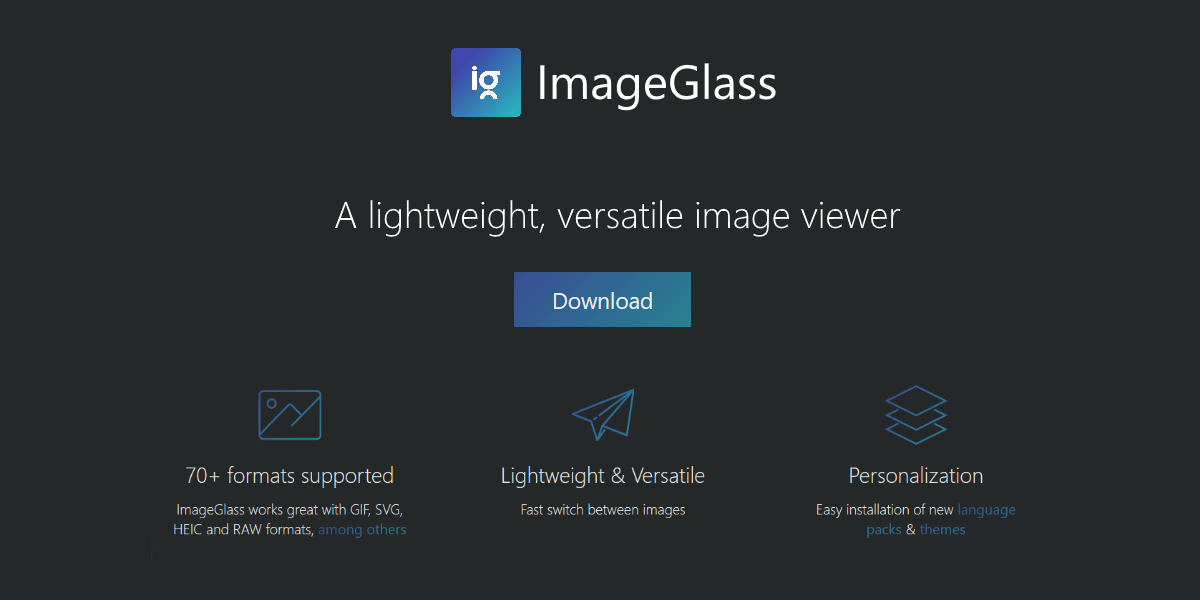 ig ImageGlass
A lightweight, versatile image viewer
Download
70+ formats supported
ImageGlass works great with GIF, SVG,
HEIC and RAW formats, among others
Lightweight & Versatile
Fast switch between images
Personalization
Easy installation of new language
packs & themes